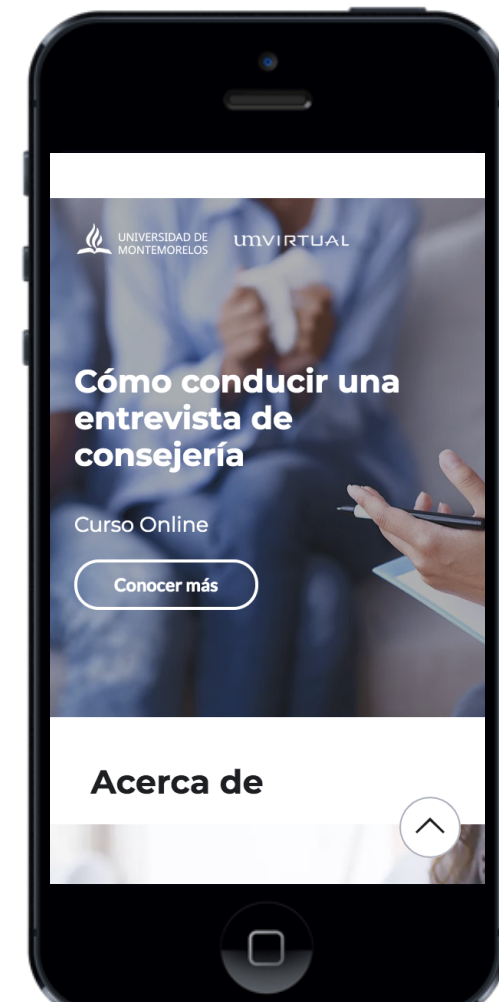 UNIVERSIDAD DE
MONTEMORELOS
umVIRTUAL
Cómo conducir una
entrevista de
consejería
Curso Online
Conocer más
Acerca de